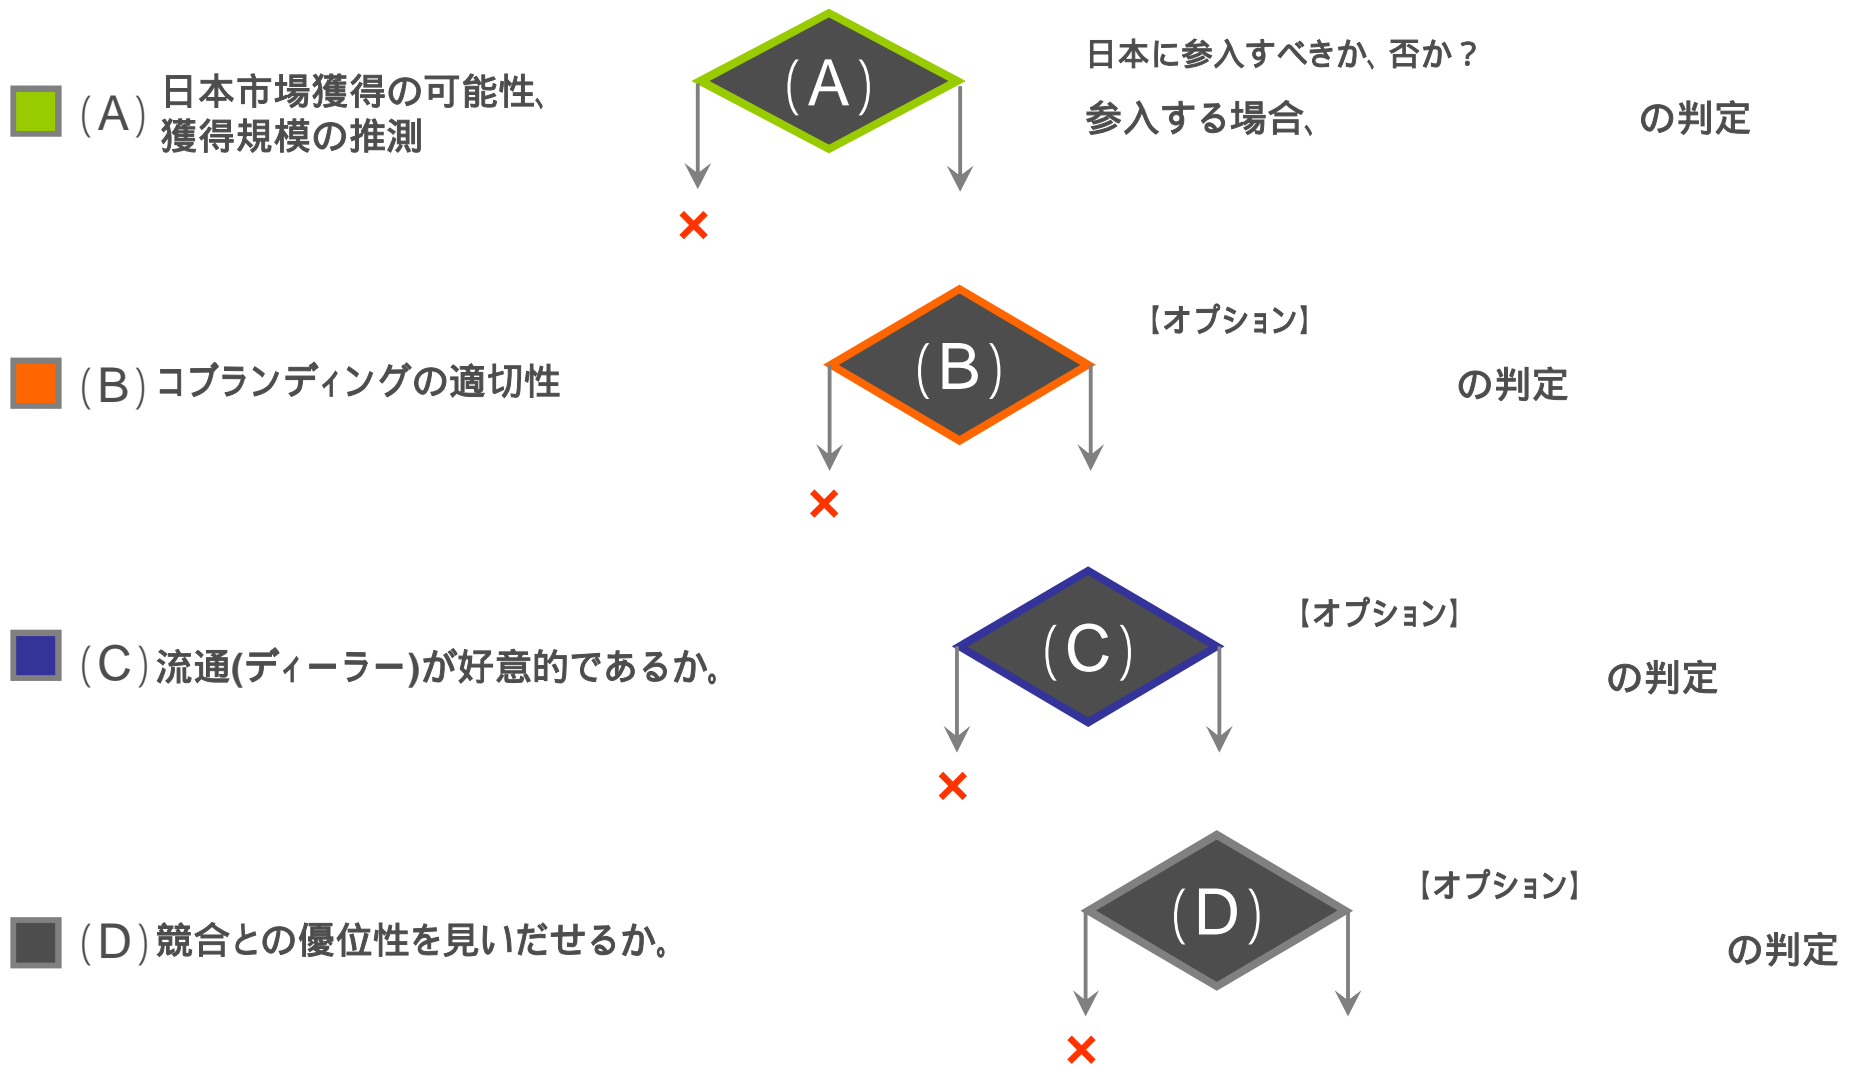 (A) 日本市場獲得の可能性、
獲得規模の推測
(A)
日本に参入すべきか、否か？
参入する場合、 の判定
×
(B) コブランディングの適切性
(B)
【オプション】
の判定
×
(C) 流通(ディーラー)が好意的であるか。
(C)
【オプション】
の判定
×
(D) 競合との優位性を見いだせるか。
(D)
【オプション】
の判定
×